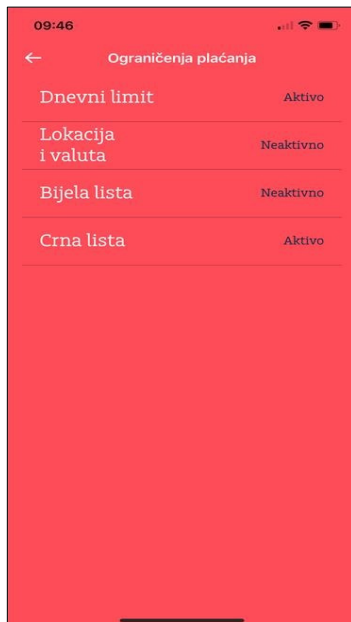 09:46
Ograničenja plaćanja
Dnevni limit Aktivo
Lokacija
i valuta Neaktivno
Bijela lista Neaktivno
Crna lista Aktivo